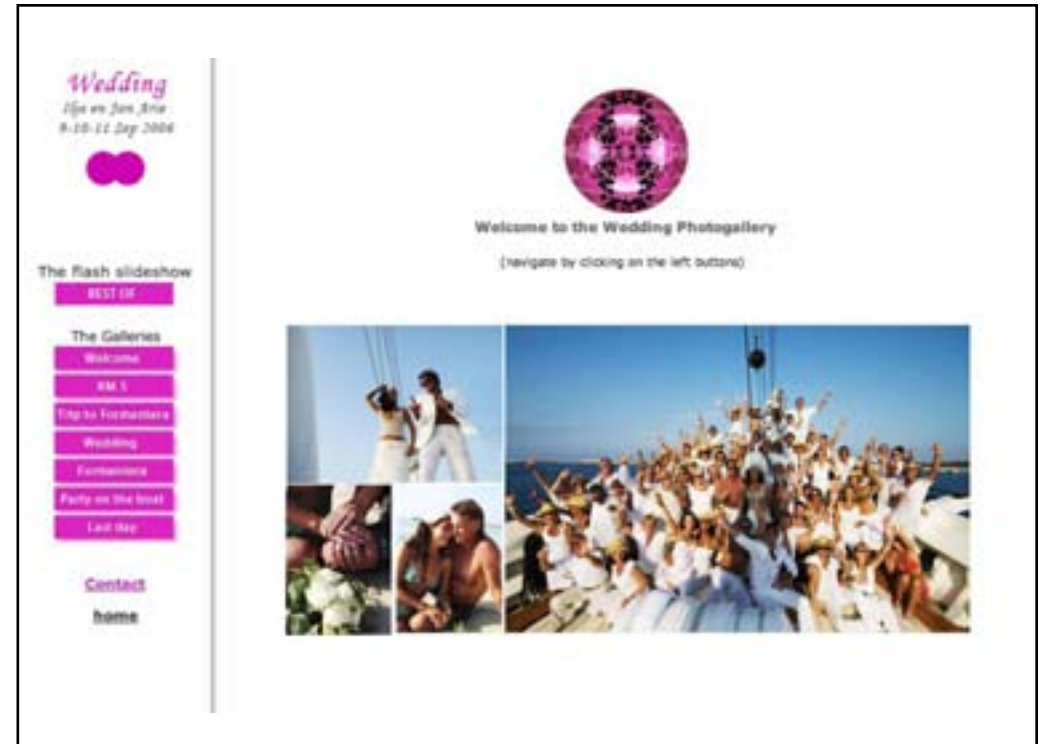 Wedding
Ilja en Jan Arie
9-10-11 Sep 2006
The flash slideshow
BEST OF
The Galleries
Welcome
KM 5
Trip to Formentera
Wedding
Formentera
Party on the boat
Last day
Contact
home
Welcome to the Wedding Photogallery
(navigate by clicking on the left buttons)